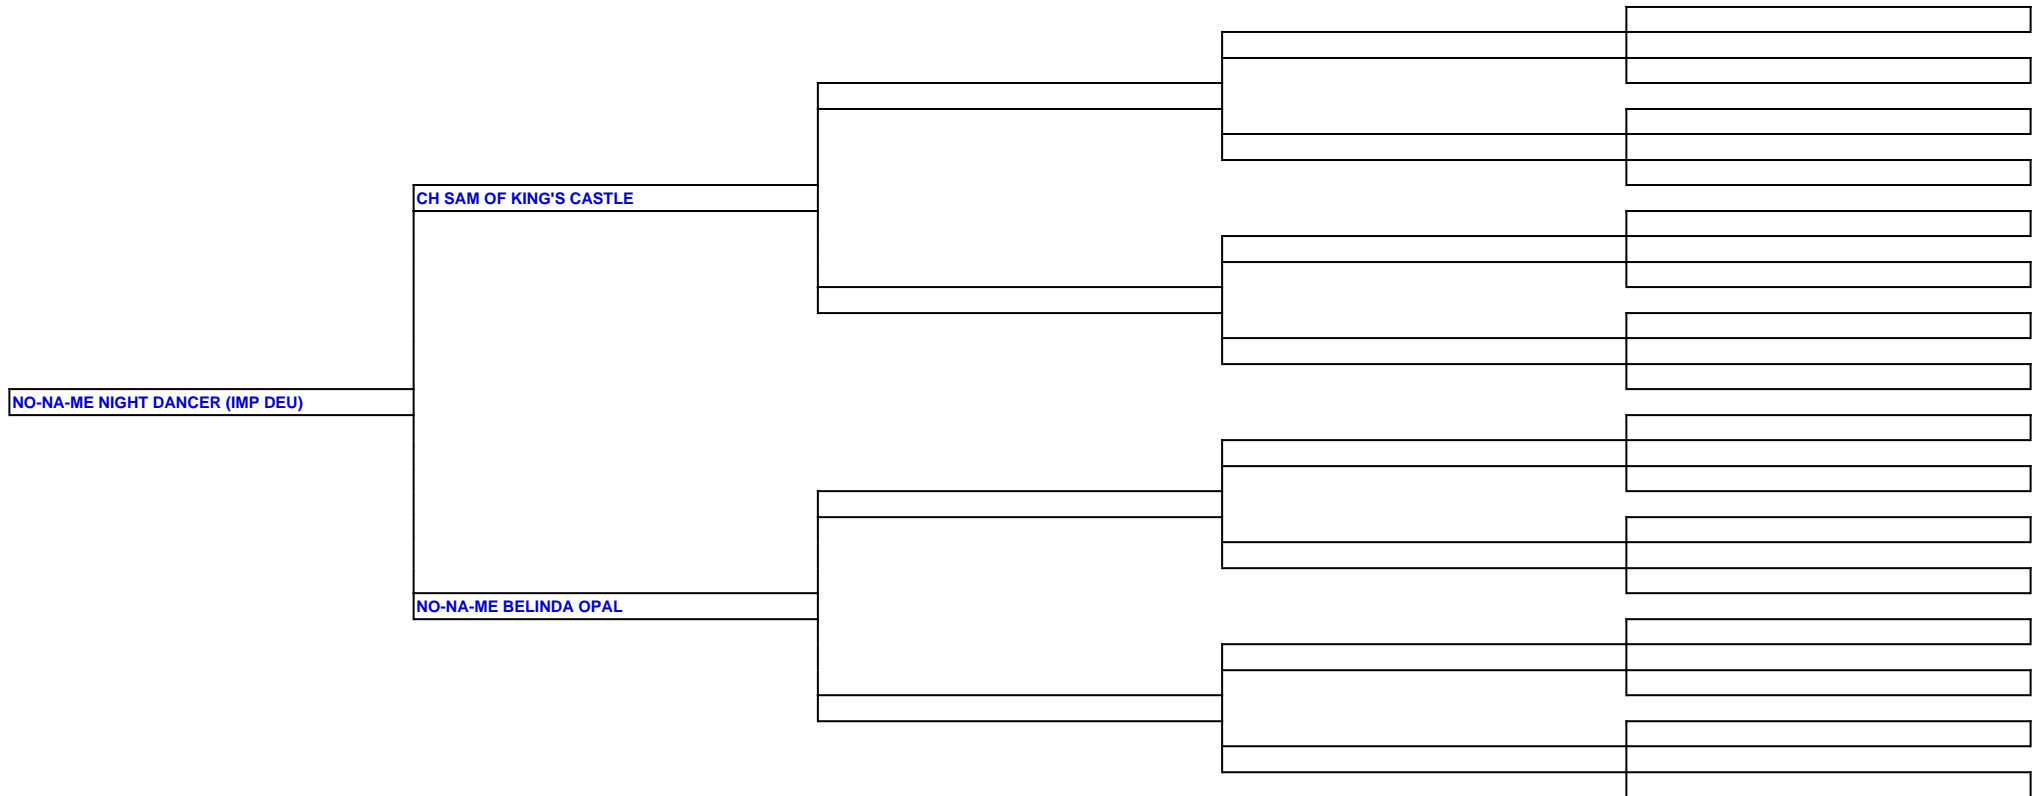 CH SAM OF KING'S CASTLE
NO-NA-ME NIGHT DANCER (IMP DEU)
NO-NA-ME BELINDA OPAL